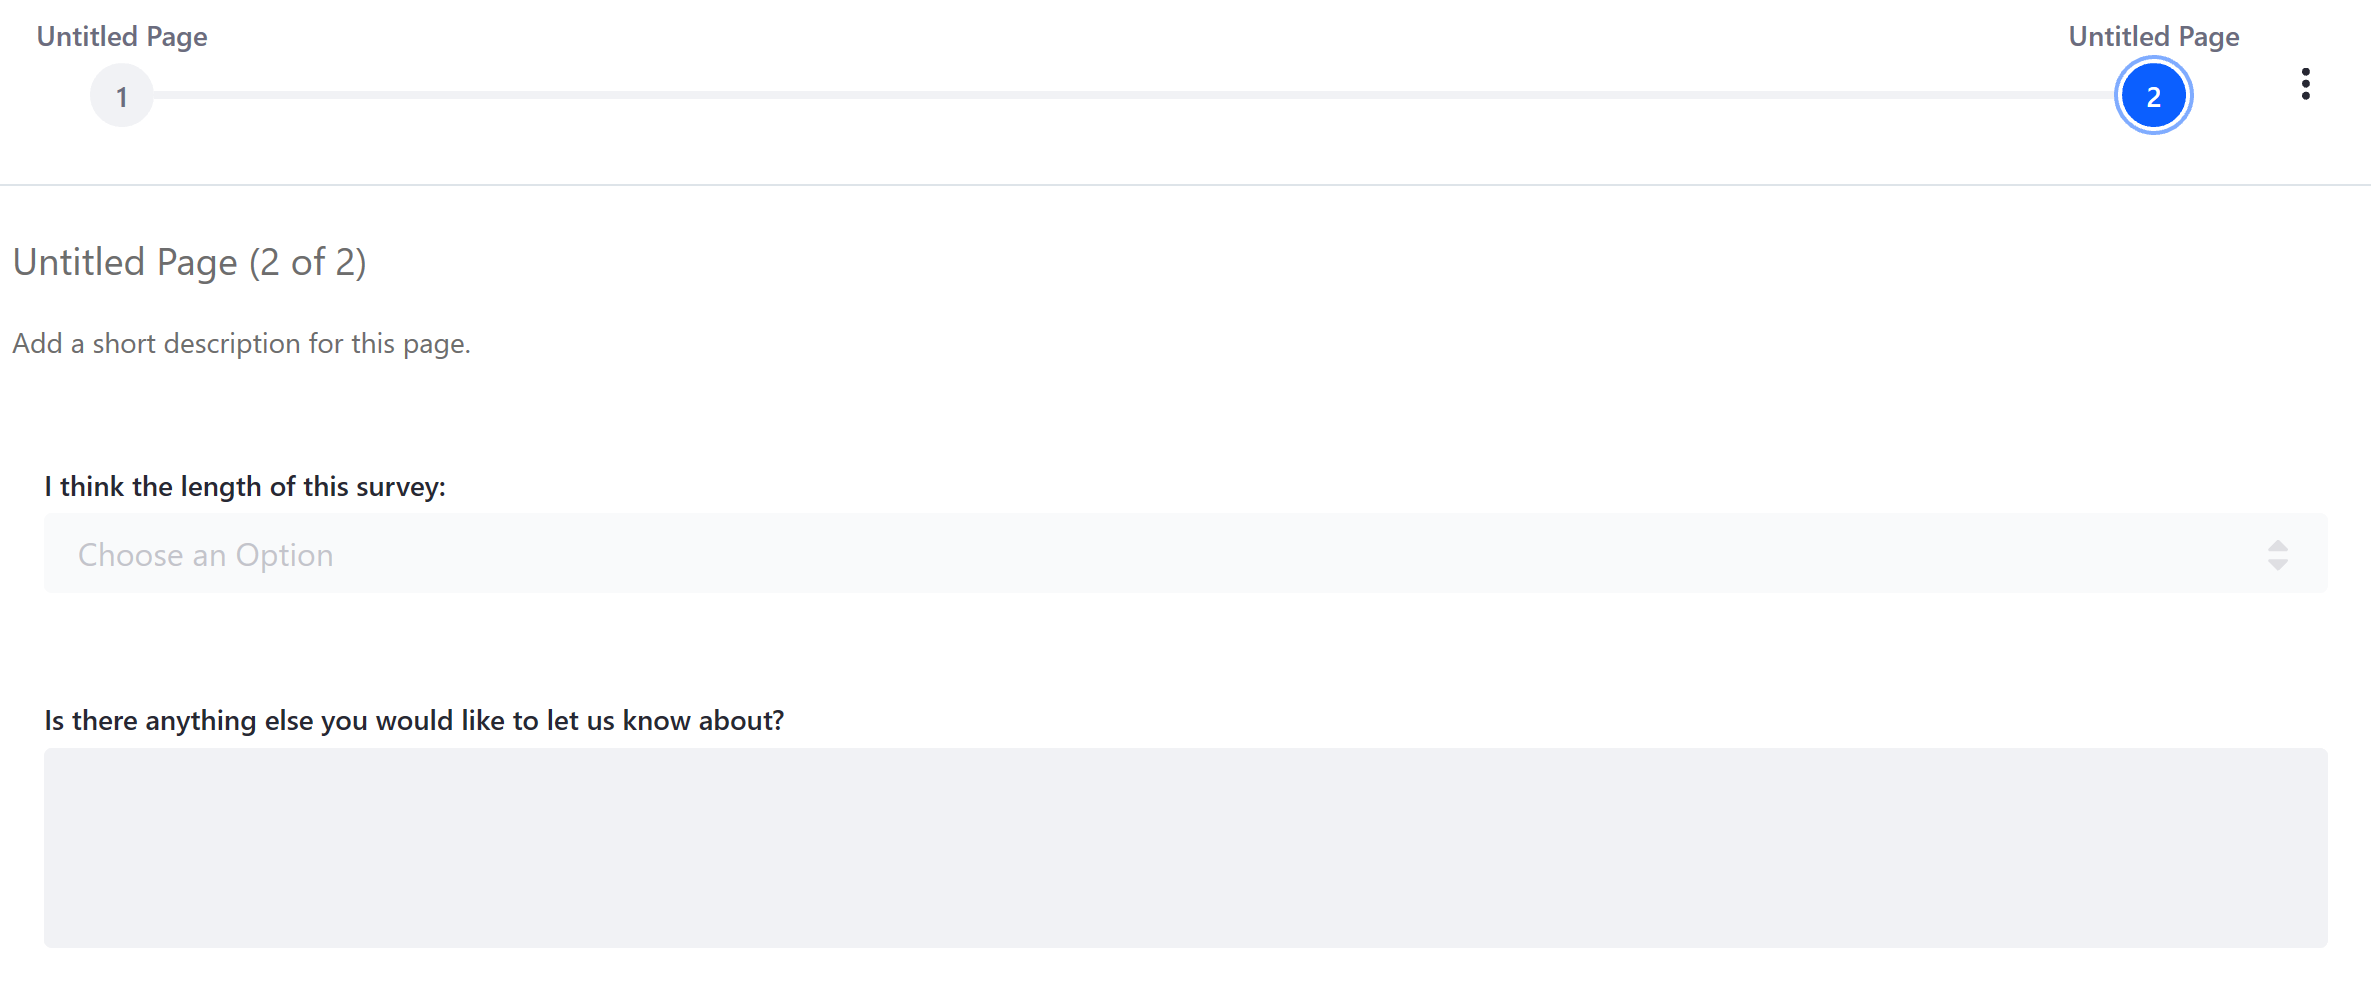 Untitled Page
Untitled Page
1
2
Untitled Page (2 of 2)
Add a short description for this page.
I think the length of this survey:
Choose an Option
Is there anything else you would like to let us know about?